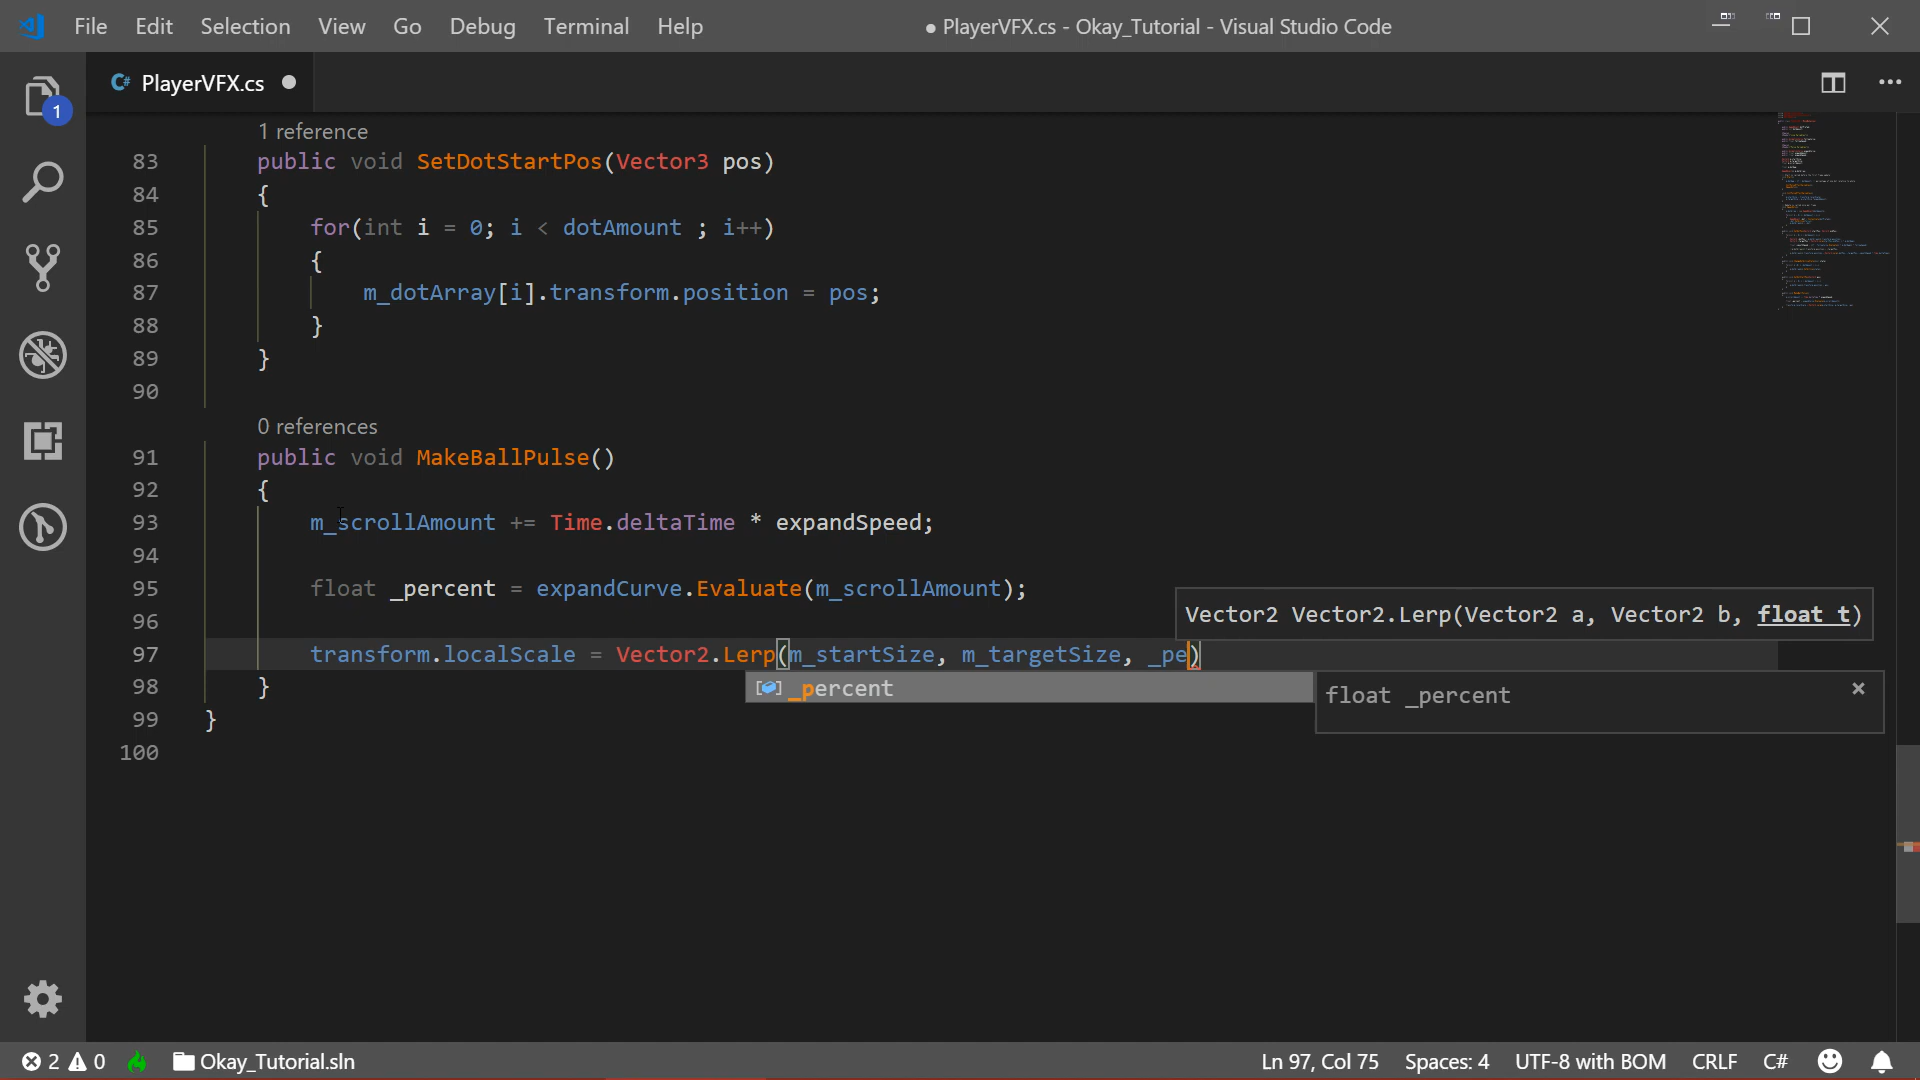 File Edit Selection View Go Debug Terminal Help
● PlayerVFX.cs - Okay_Tutorial - Visual Studio Code
1
C# PlayerVFX.cs
1 reference
83 public void SetDotStartPos(Vector3 pos)
84 {
85 for(int i = 0; i < dotAmount ; i++)
86 {
87 m_dotArray[i].transform.position = pos;
88 }
89 }
90
0 references
91 public void MakeBallPulse()
92 {
93 m_scrollAmount += Time.deltaTime * expandSpeed;
94
95 float _percent = expandCurve.Evaluate(m_scrollAmount);
96
Vector2 Vector2.Lerp(Vector2 a, Vector2 b, float t)
97 transform.localScale = Vector2.Lerp(m_startSize, m_targetSize, _pe)
98 }
_percent
float _percent
99 }
100
2 0 Okay_Tutorial.sln
Ln 97, Col 75 Spaces: 4 UTF-8 with BOM CRLF C#